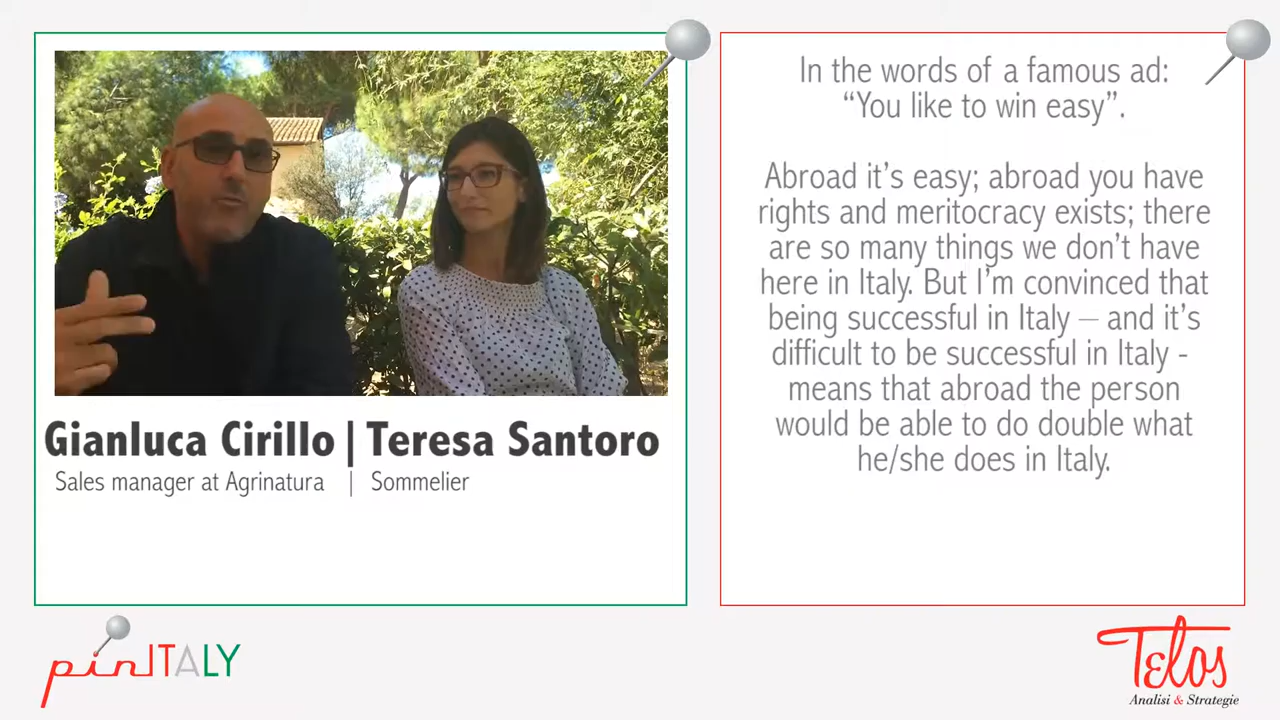 In the words of a famous ad:
“You like to win easy”.
Abroad it’s easy; abroad you have
rights and meritocracy exists; there
are so many things we don’t have
here in Italy. But I’m convinced that
being successful in Italy – and it’s
difficult to be successful in Italy -
means that abroad the person
would be able to do double what
he/she does in Italy.
Gianluca Cirillo | Teresa Santoro
Sales manager at Agrinatura | Sommelier
pinITALY
Telos
Analisi & Strategie